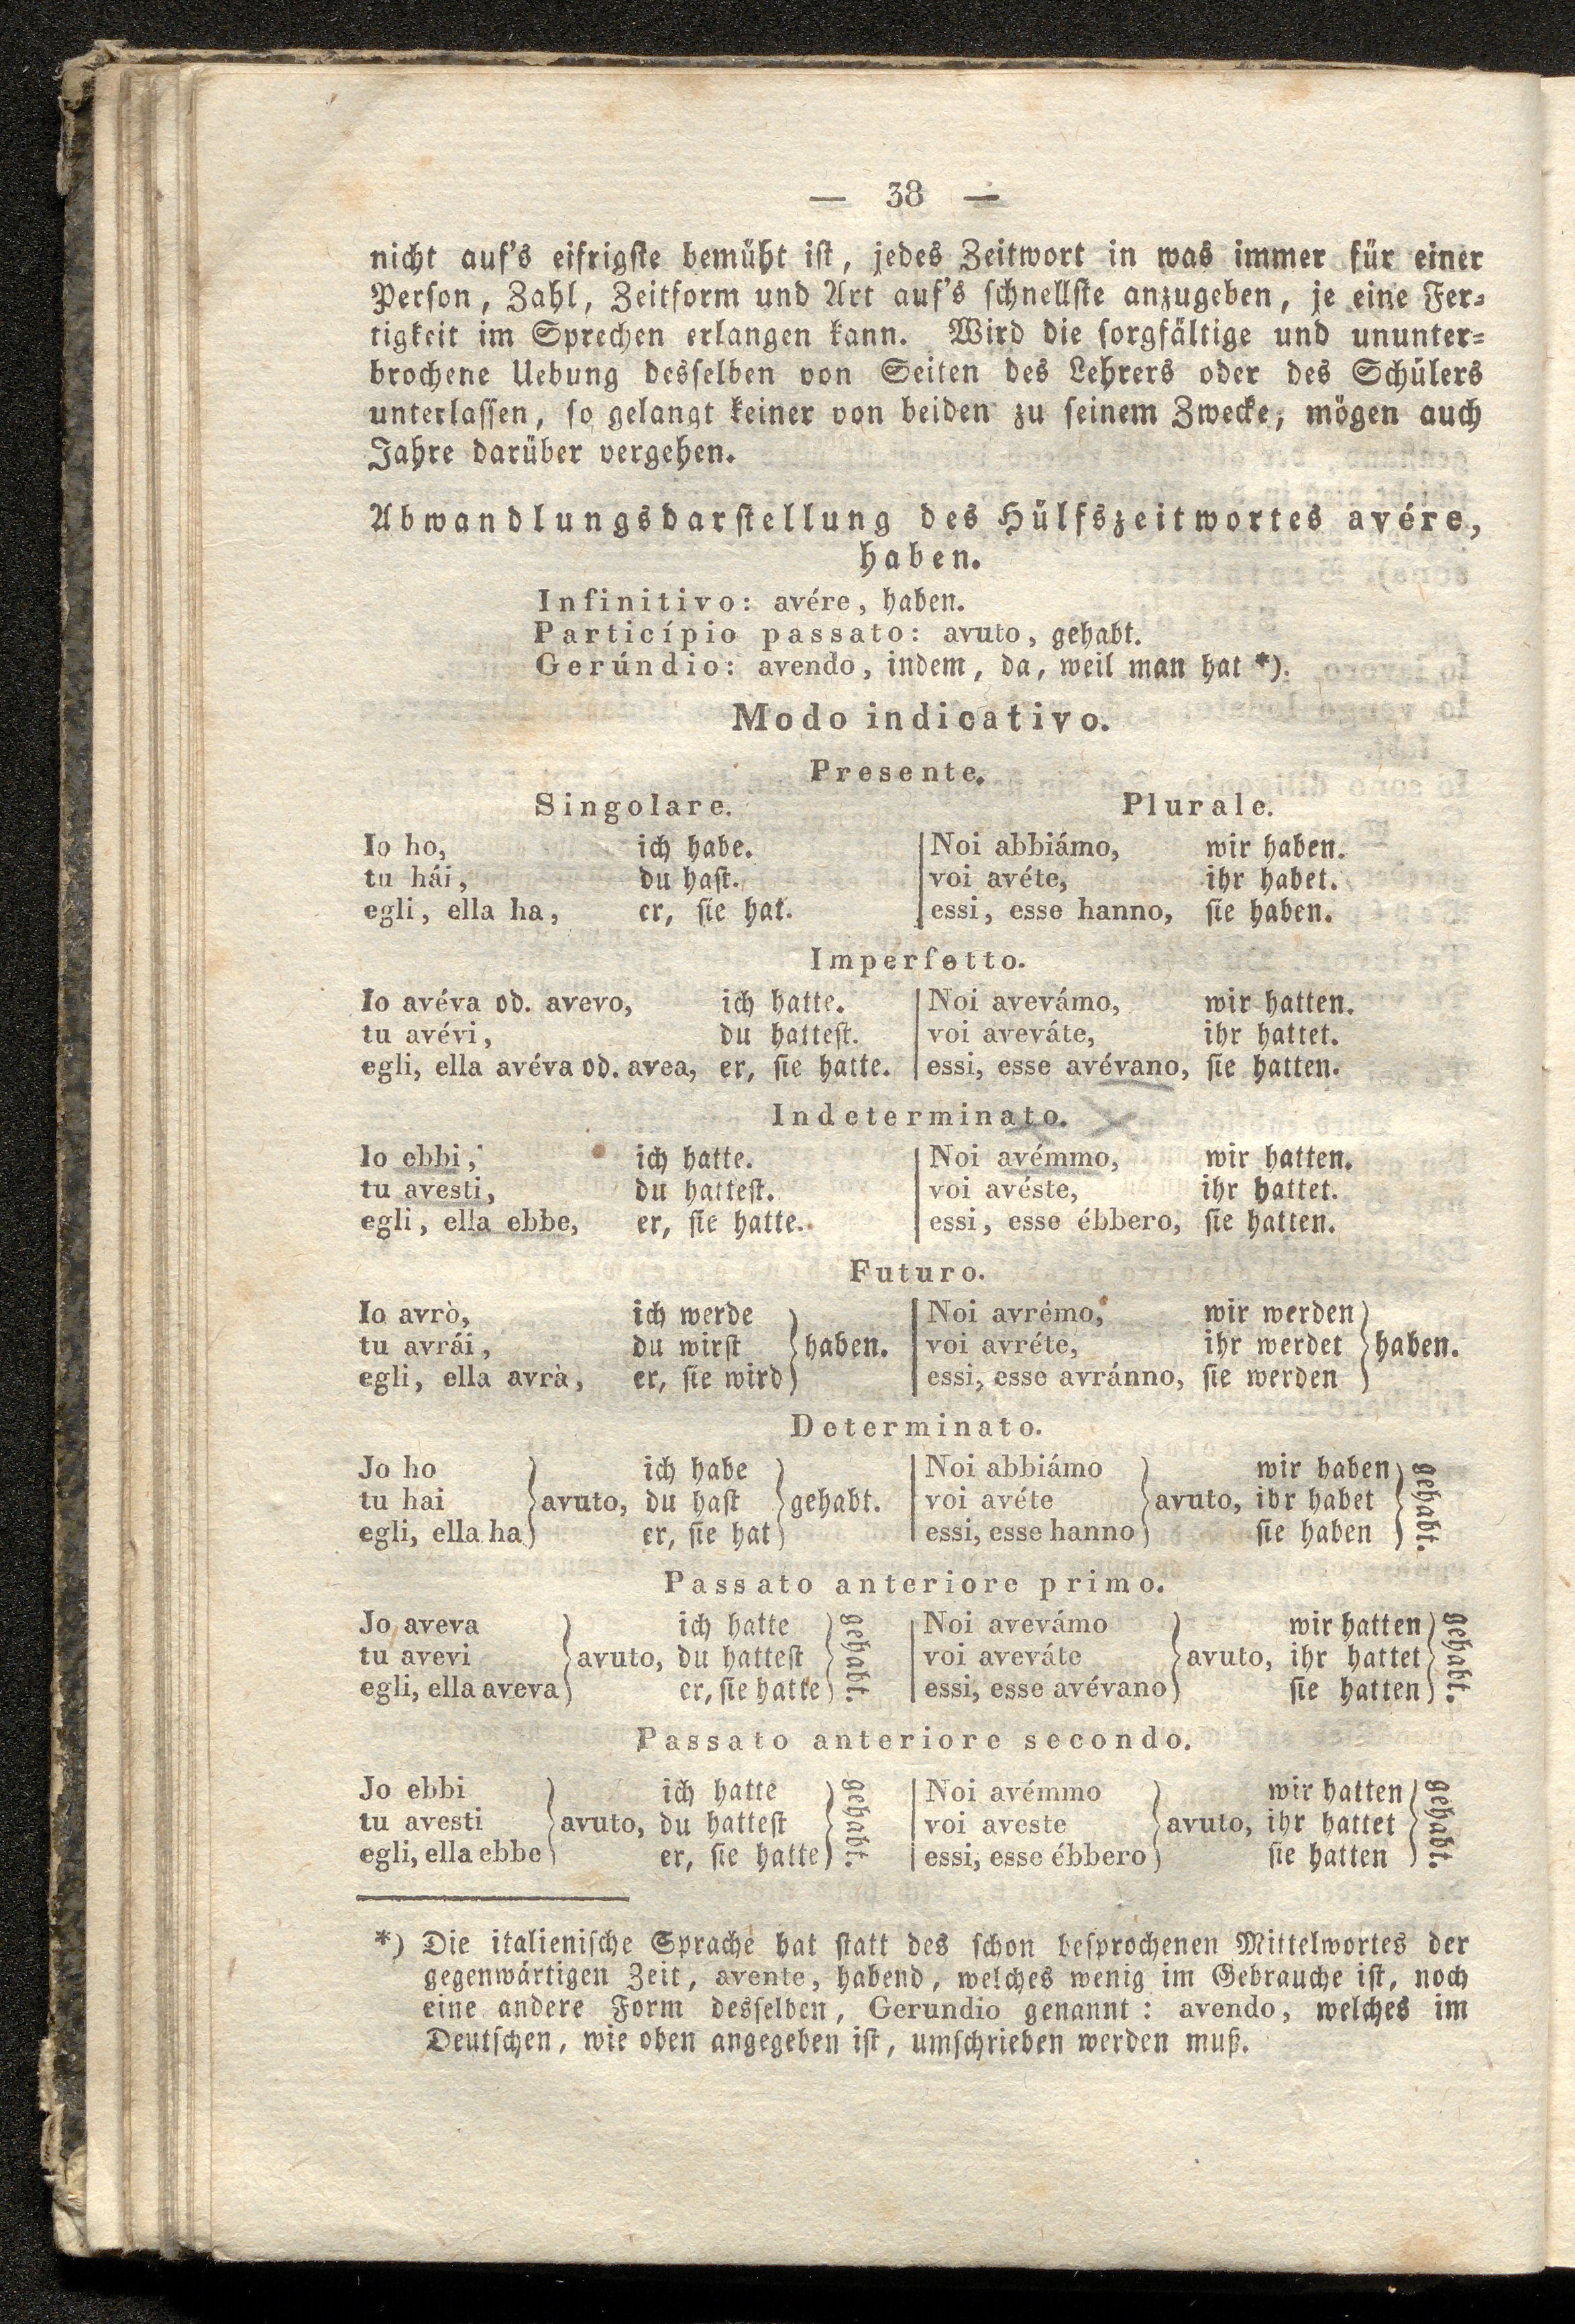 — 38 —
nicht auf's eifrigste bemüht ist, jedes Zeitwort in was immer für einer
Person, Zahl, Zeitform und Art auf's schnellste anzugeben, je eine Fer-
tigkeit im Sprechen erlangen kann. Wird die sorgfältige und ununter-
brochene Uebung desselben von Seiten des Lehrers oder des Schülers
unterlassen, so gelangt keiner von beiden zu seinem Zwecke, mögen auch
Jahre darüber vergehen.
Abwandlungsdarstellung des Hülfszeitwortes avére,
haben.
Infinitivo: avére, haben.
Particípio passato: avuto, gehabt.
Gerúndio: avendo, indem, da, weil man hat *).
Modo indicativo.
Presente.
Singolare. Plurale.
Io ho, ich habe. Noi abbiámo, wir haben.
tu hái, du hast. voi avéte, ihr habet.
egli, ella ha, er, sie hat. essi, esse hanno, sie haben.
Imperfetto.
Io avéva od. avevo, ich hatte. Noi avevámo, wir hatten.
tu avévi, du hattest. voi aveváte, ihr hattet.
egli, ella avéva od. avea, er, sie hatte. essi, esse avévano, sie hatten.
Indeterminato.
Io ebbi, ich hatte. Noi avémmo, wir hatten.
tu avesti, du hattest. voi avéste, ihr hattet.
egli, ella ebbe, er, sie hatte. essi, esse ébbero, sie hatten.
Futuro.
Io avrò, ich werde Noi avrémo, wir werden
tu avrái, du wirst haben. voi avréte, ihr werdet haben.
egli, ella avrà, er, sie wird essi, esse avránno, sie werden
Determinato.
Jo ho ich habe Noi abbiámo wir haben
tu hai avuto, du hast gehabt. voi avéte avuto, ihr habet gehabt.
egli, ella ha er, sie hat essi, esse hanno sie haben
Passato anteriore primo.
Jo aveva ich hatte Noi avevámo wir hatten
tu avevi avuto, du hattest gehabt. voi aveváte avuto, ihr hattet gehabt.
egli, ella aveva er, sie hatte essi, esse avévano sie hatten
Passato anteriore secondo.
Jo ebbi ich hatte Noi avémmo wir hatten
tu avesti avuto, du hattest gehabt. voi aveste avuto, ihr hattet gehabt.
egli, ella ebbe er, sie hatte essi, esse ébbero sie hatten
*) Die italienische Sprache hat statt des schon besprochenen Mittelwortes der
gegenwärtigen Zeit, avente, habend, welches wenig im Gebrauche ist, noch
eine andere Form desselben, Gerundio genannt: avendo, welches im
Deutschen, wie oben angegeben ist, umschrieben werden muß.